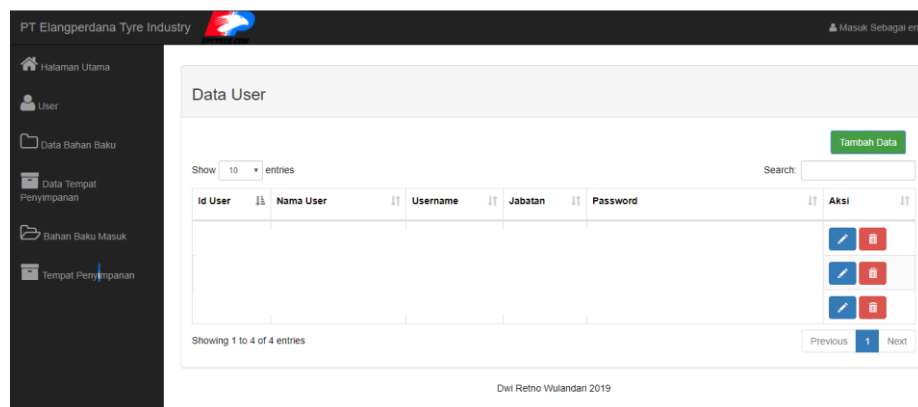 PT Elangperdana Tyre Industry
Masuk Sebagai en
Halaman Utama
User
Data Bahan Baku
Data Tempat
Penyimpanan
Bahan Baku Masuk
Tempat Penyimpanan
Data User
Tambah Data
Show 10 entries
Search:
Id User Nama User Username Jabatan Password Aksi
Showing 1 to 4 of 4 entries
Previous 1 Next
Dwi Retno Wulandari 2019